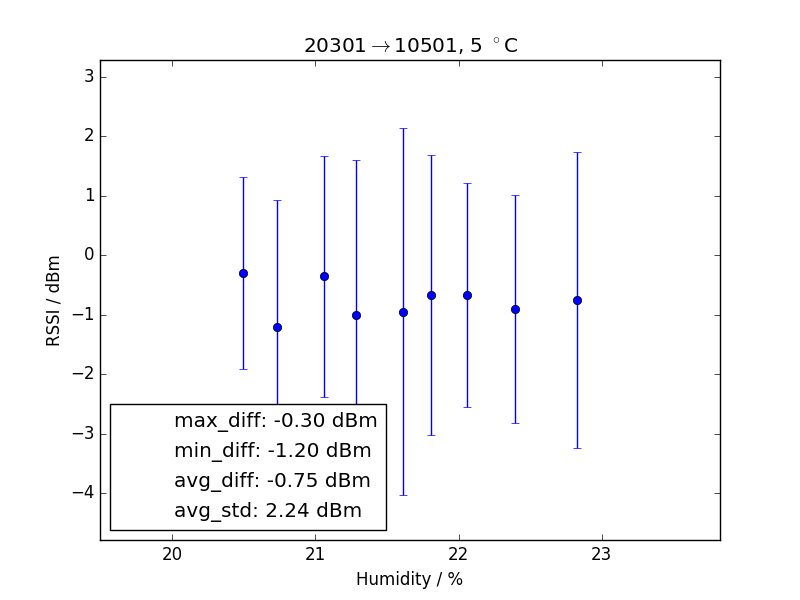 20301→10501, 5 °C
3
2
1
0
−1
−2
−3
−4
RSSI / dBm
max_diff: -0.30 dBm
min_diff: -1.20 dBm
avg_diff: -0.75 dBm
avg_std: 2.24 dBm
20 21 22 23
Humidity / %